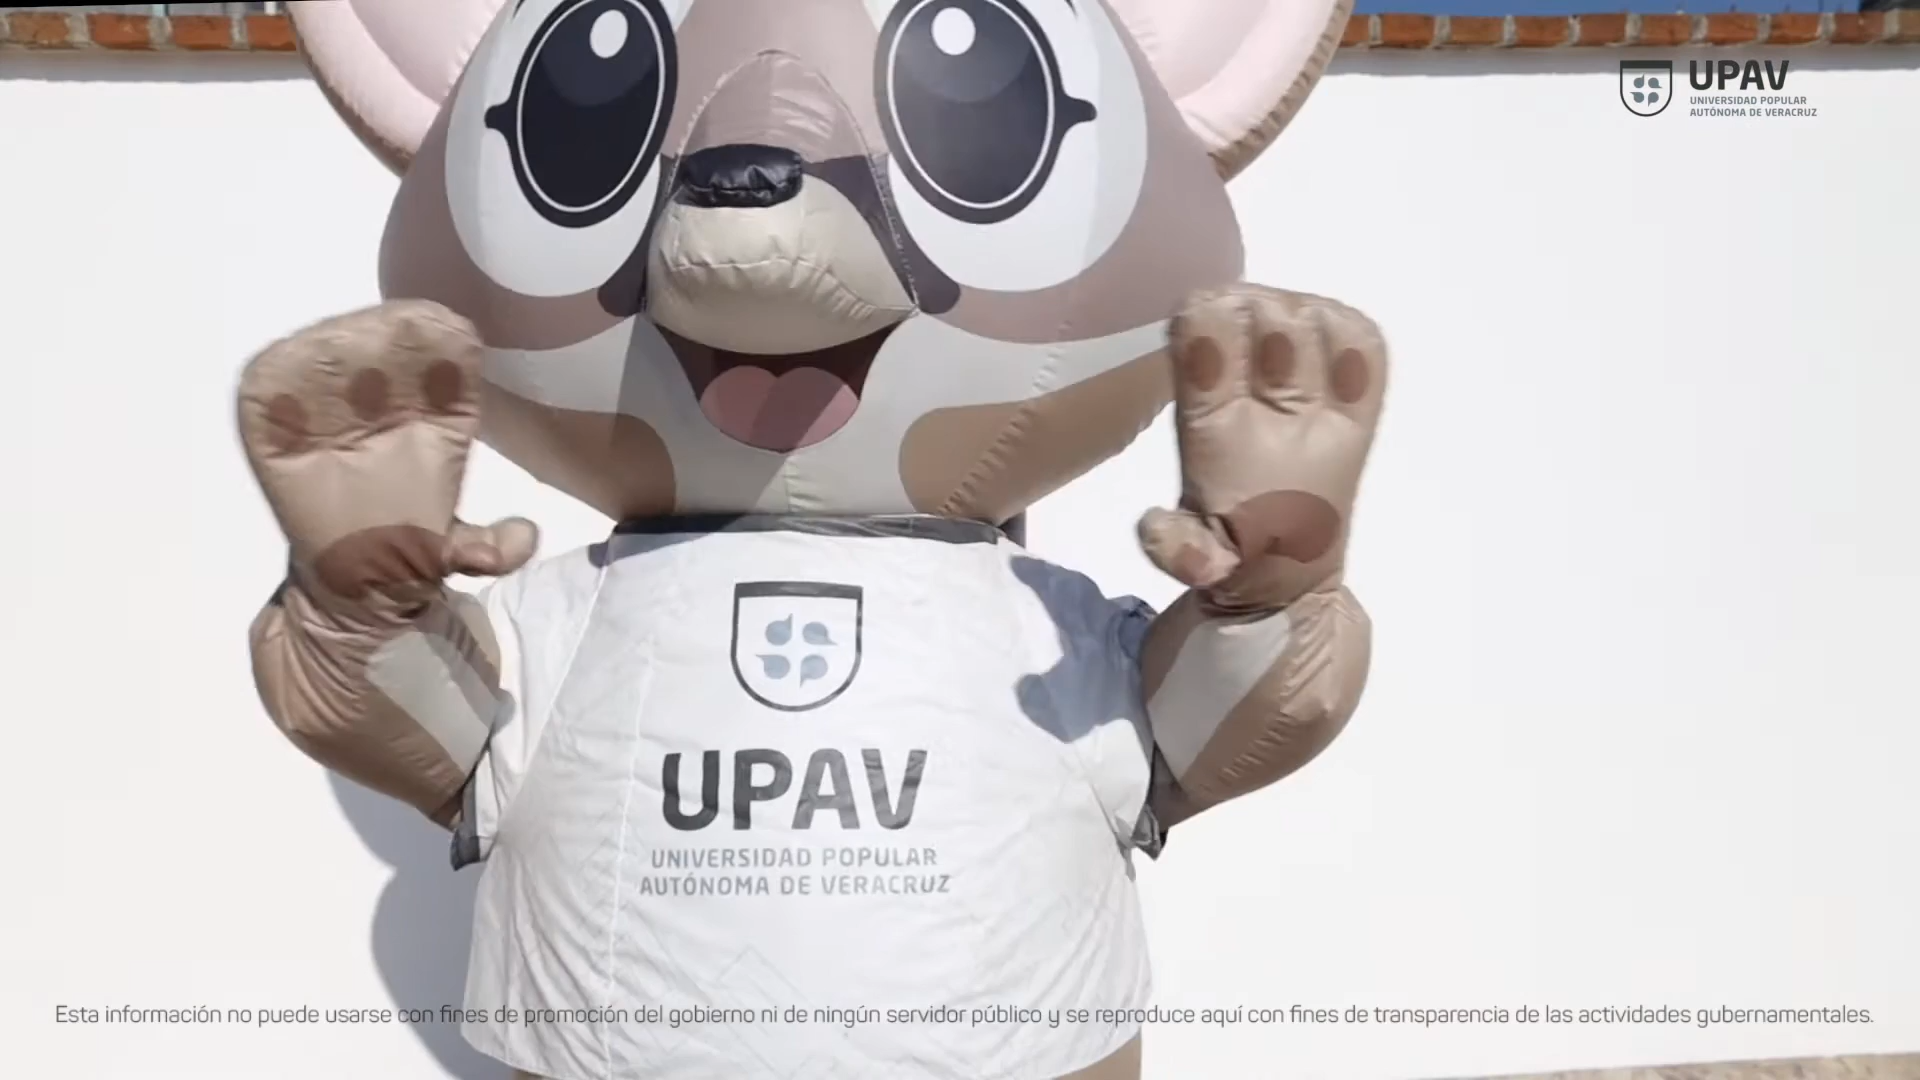 UPAV
UNIVERSIDAD POPULAR
AUTÓNOMA DE VERACRUZ
UPAV
UNIVERSIDAD POPULAR
AUTÓNOMA DE VERACRUZ
Esta información no puede usarse con fines de promoción del gobierno ni de ningún servidor público y se reproduce aquí con fines de transparencia de las actividades gubernamentales.